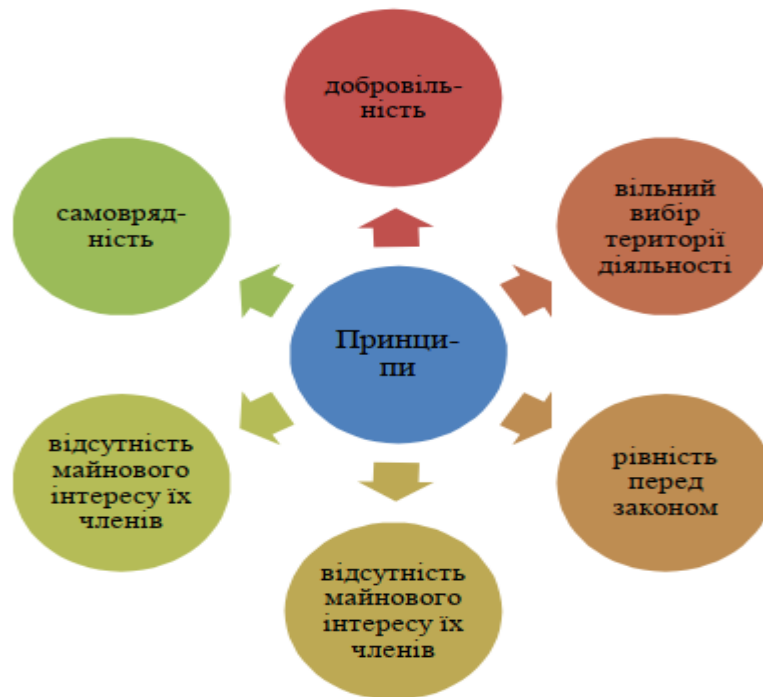 добровіль-
ність
вільний
вибір
території
діяльності
рівність
перед
законом
відсутність
майнового
інтересу їх
членів
відсутність
майнового
інтересу їх
членів
самовряд-
ність
Принци-
пи